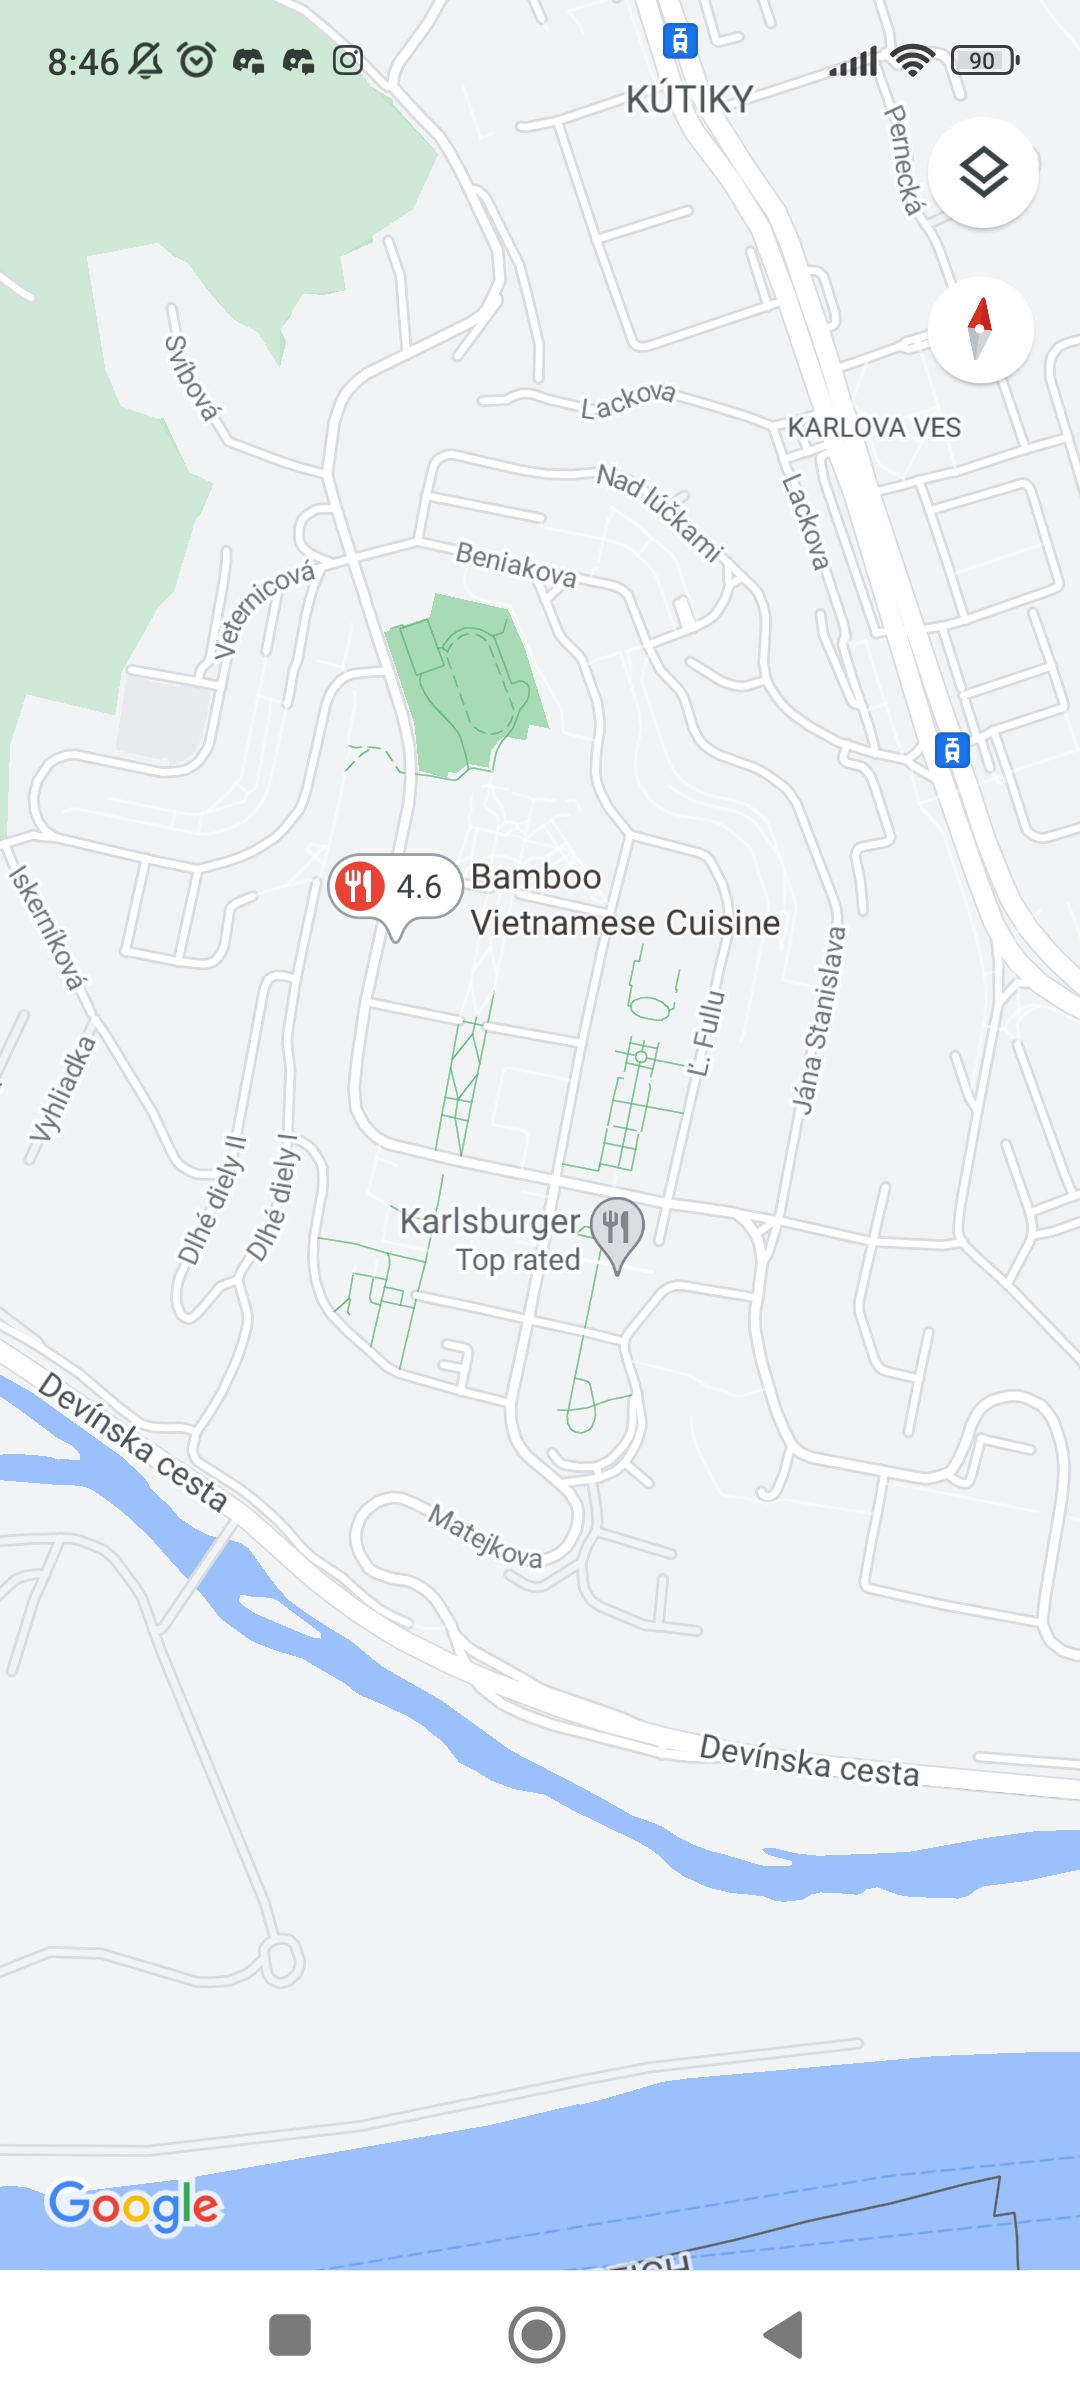 8:46
90
KÚTIKY
Pernecká
Svíbová
Lackova
KARLOVA VES
Nad lúčkami
Lackova
Beniakova
Veternicová
4.6
Bamboo
Vietnamese Cuisine
Iskerníková
Jána Stanislava
Ľ. Fullu
Vyhliadka
Dlhé diely II
Dlhé diely I
Karlsburger
Top rated
Devínska cesta
Matejkova
Devínska cesta
Google